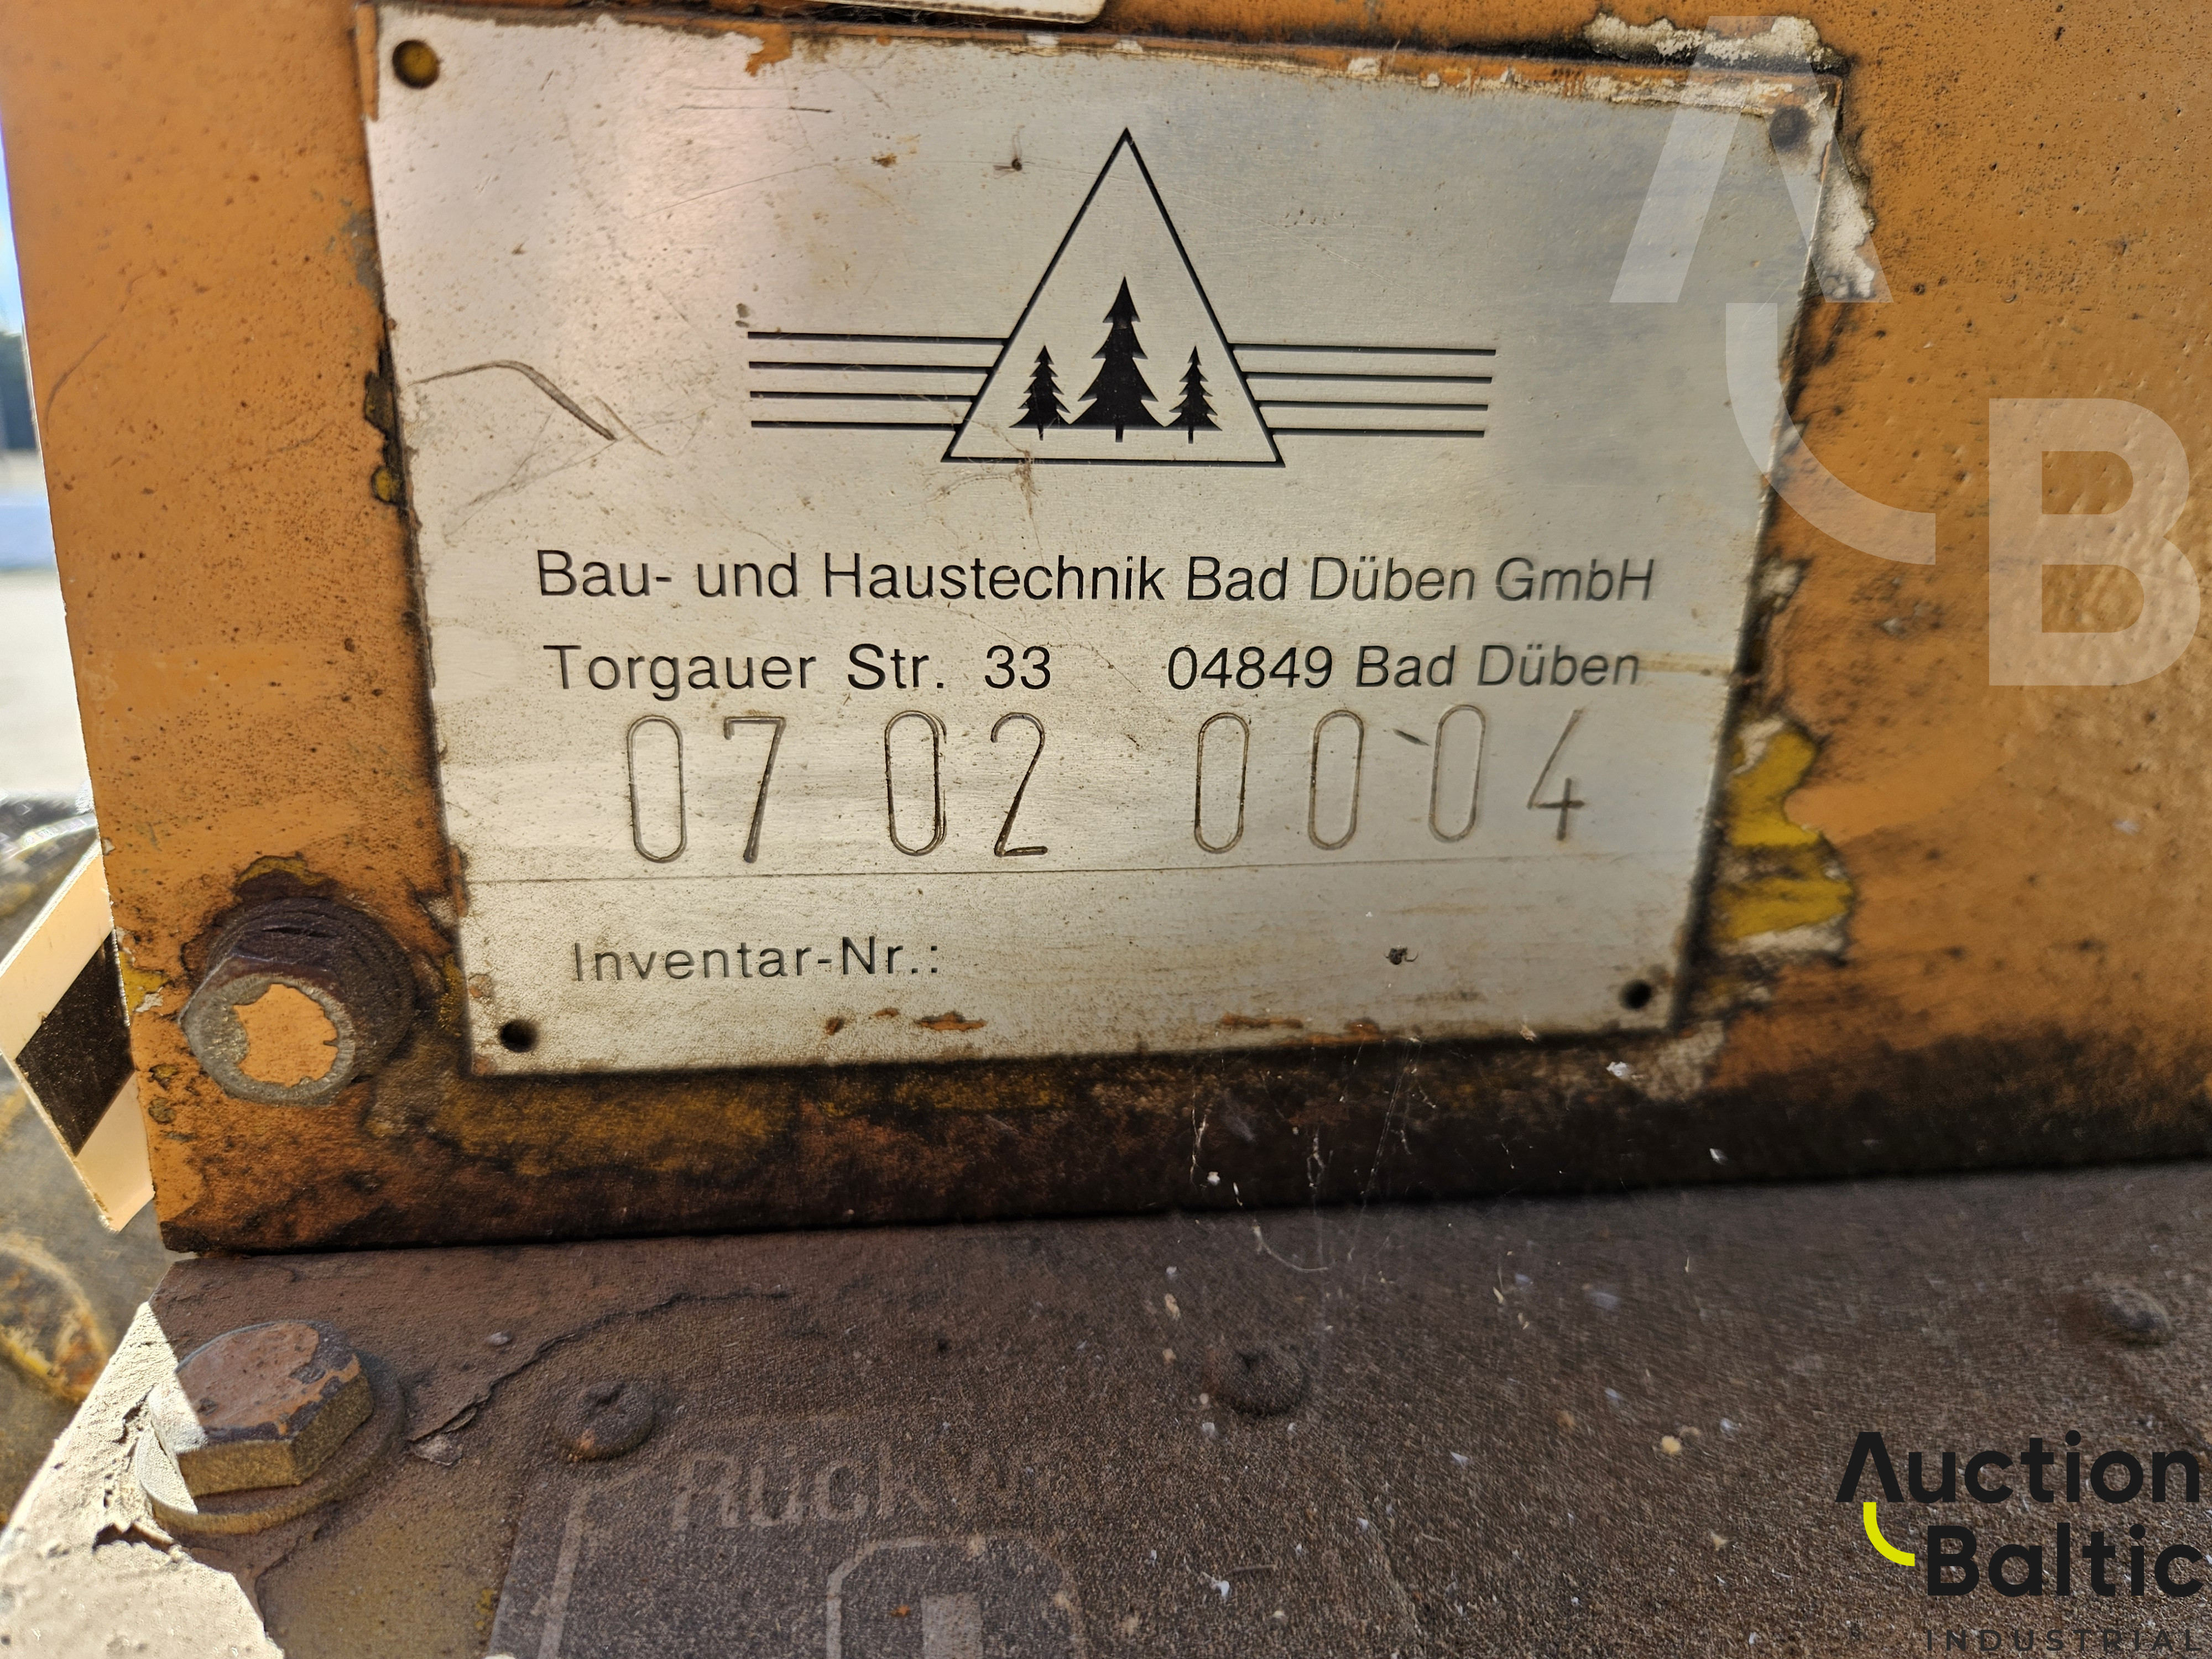 Bau- und Haustechnik Bad Düben GmbH
Torgauer Str. 33 04849 Bad Düben
07 02 0004
Inventar-Nr.:
AB
Auction
Baltic
INDUSTRIAL